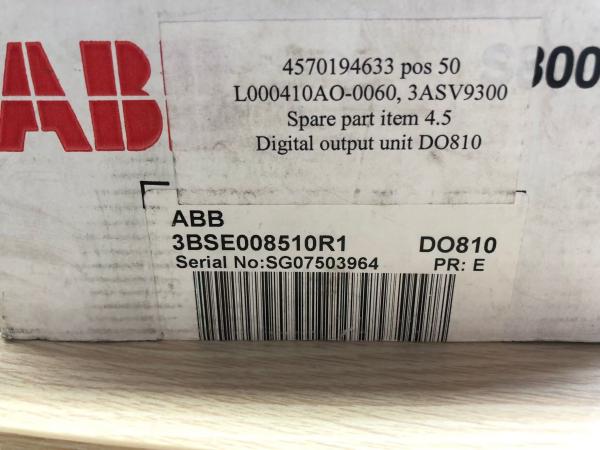 ABB
S800
4570194633 pos 50
L000410AO-0060, 3ASV9300
Spare part item 4.5
Digital output unit DO810
ABB
3BSE008510R1 DO810
Serial No:SG07503964 PR: E